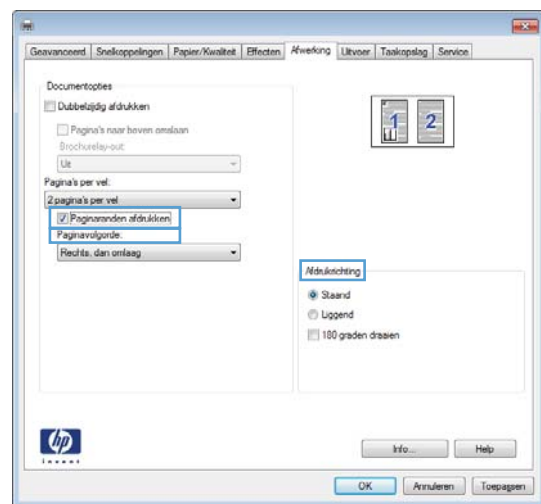 Geavanceerd Snelkoppelingen Papier/Kwaliteit Effecten Afwerking Uitvoer Taakopslag Service
Documentopties
Dubbelzijdig afdrukken
Pagina's naar boven omslaan
Brochurelay-out:
Uit
Pagina's per vel:
2 pagina's per vel
Paginaranden afdrukken
Paginavolgorde:
Rechts, dan omlaag
1 2
Afdrukrichting
Staand
Liggend
180 graden draaien
hp
invent
Info... Help
OK Annuleren Toepassen